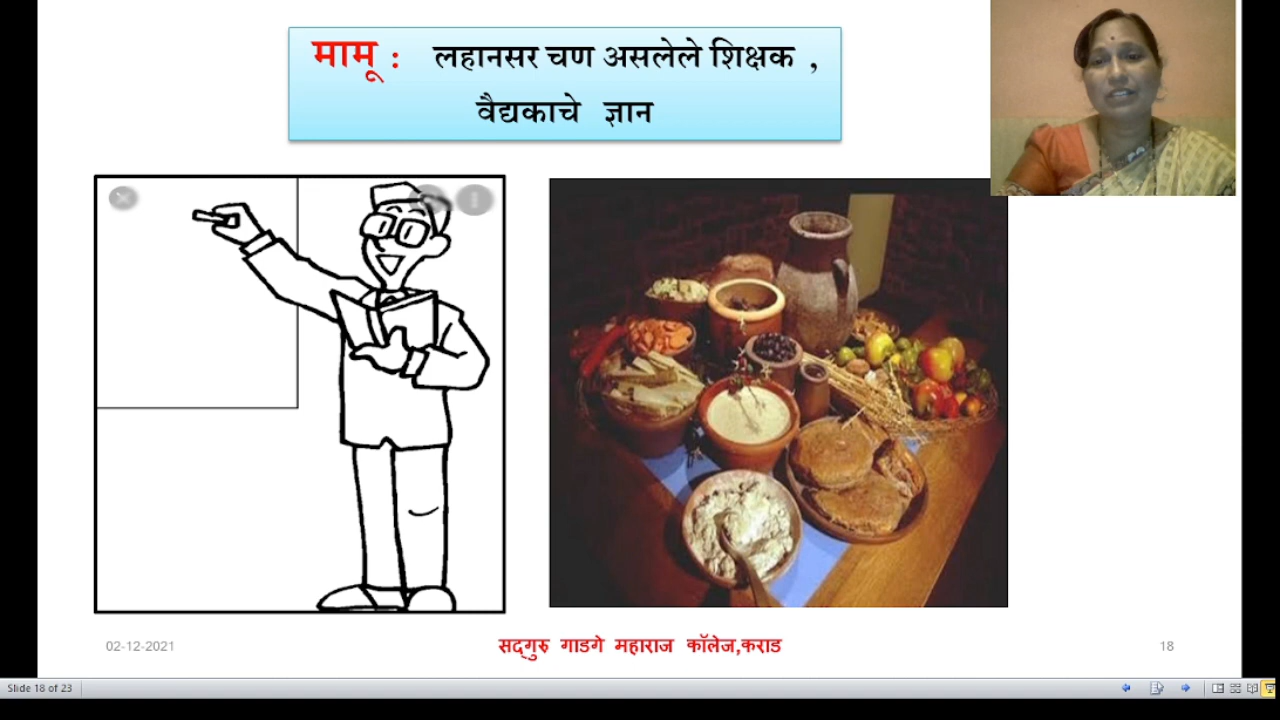 मामू : लहानसर चण असलेले शिक्षक ,
वैद्यकाचे ज्ञान
02-12-2021
सद्गुरु गाडगे महाराज कॉलेज,कराड
18
Slide 18 of 23